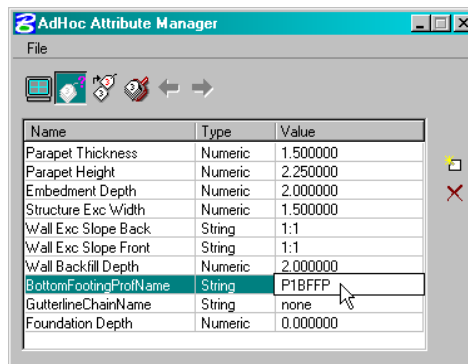 AdHoc Attribute Manager
File
Name Type Value
Parapet Thickness Numeric 1.500000
Parapet Height Numeric 2.250000
Embedment Depth Numeric 2.000000
Structure Exc Width Numeric 1.500000
Wall Exc Slope Back String 1:1
Wall Exc Slope Front String 1:1
Wall Backfill Depth Numeric 2.000000
BottomFootingProfName String P1BFFP
GutterlineChainName String none
Foundation Depth Numeric 0.000000